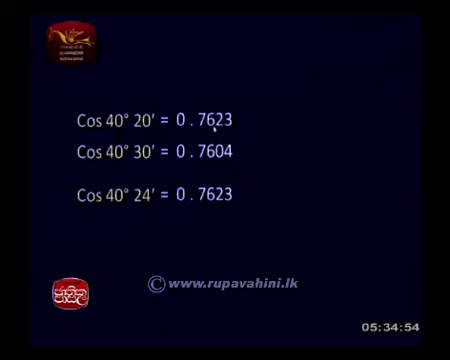 Cos 40° 20' = 0 . 7623
Cos 40° 30' = 0 . 7604
Cos 40° 24' = 0 . 7623
© www.rupavahini.lk
05:34:54